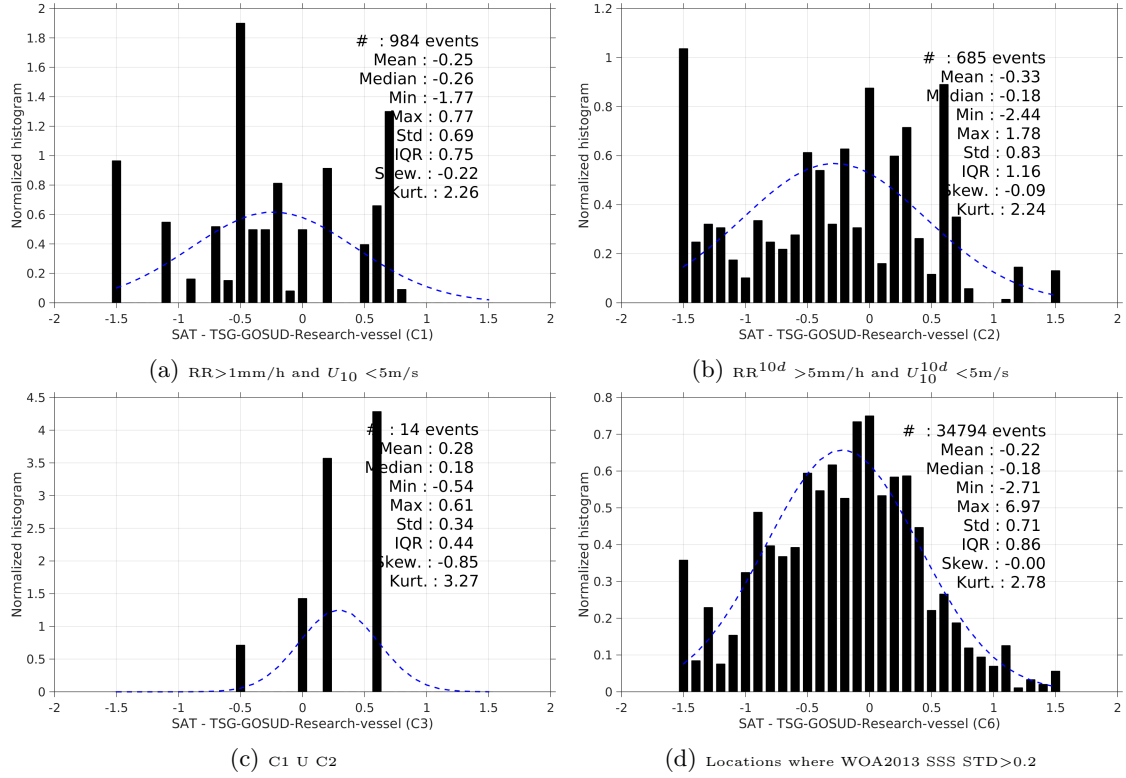 2
1.8
1.6
1.4
1.2
1
0.8
0.6
0.4
0.2
0
Normalized histogram
# : 984 events
Mean : -0.25
Median : -0.26
Min : -1.77
Max : 0.77
Std : 0.69
IQR : 0.75
Skew. : -0.22
Kurt. : 2.26
-2 -1.5 -1 -0.5 0 0.5 1 1.5 2
SAT - TSG-GOSUD-Research-vessel (C1)
(a) RR>1mm/h and U10 <5m/s
1.2
1
0.8
0.6
0.4
0.2
0
Normalized histogram
# : 685 events
Mean : -0.33
Median : -0.18
Min : -2.44
Max : 1.78
Std : 0.83
IQR : 1.16
Skew. : -0.09
Kurt. : 2.24
-2 -1.5 -1 -0.5 0 0.5 1 1.5 2
SAT - TSG-GOSUD-Research-vessel (C2)
(b) RR^10d >5mm/h and U_10^10d <5m/s
4.5
4
3.5
3
2.5
2
1.5
1
0.5
0
Normalized histogram
# : 14 events
Mean : 0.28
Median : 0.18
Min : -0.54
Max : 0.61
Std : 0.34
IQR : 0.44
Skew. : -0.85
Kurt. : 3.27
-2 -1.5 -1 -0.5 0 0.5 1 1.5 2
SAT - TSG-GOSUD-Research-vessel (C3)
(c) C1 U C2
0.8
0.7
0.6
0.5
0.4
0.3
0.2
0.1
0
Normalized histogram
# : 34794 events
Mean : -0.22
Median : -0.18
Min : -2.71
Max : 6.97
Std : 0.71
IQR : 0.86
Skew. : -0.00
Kurt. : 2.78
-2 -1.5 -1 -0.5 0 0.5 1 1.5 2
SAT - TSG-GOSUD-Research-vessel (C6)
(d) Locations where WOA2013 SSS STD>0.2